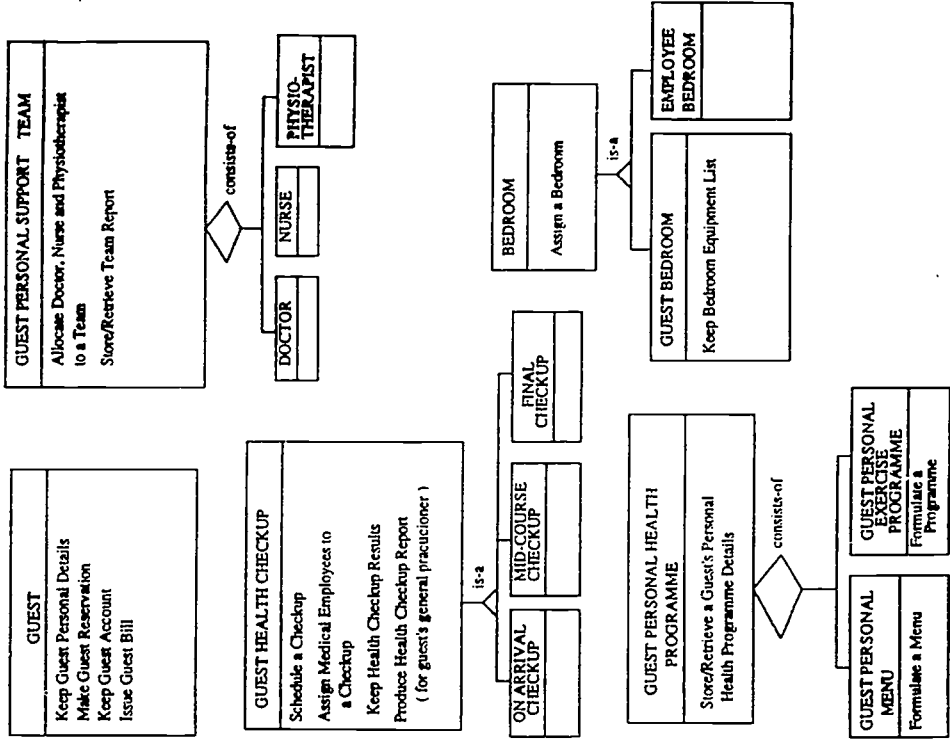 GUEST
Keep Guest Personal Details
Make Guest Reservation
Keep Guest Account
Issue Guest Bill
GUEST PERSONAL SUPPORT TEAM
Allocate Doctor, Nurse and Physiotherapist
to a Team
Store/Retrieve Team Report
consists-of
DOCTOR
NURSE
PHYSIO-
THERAPIST
GUEST HEALTH CHECKUP
Schedule a Checkup
Assign Medical Employees to
a Checkup
Keep Health Checkup Results
Produce Health Checkup Report
( for guest's general pracucioner )
is-a
ON ARRIVAL
CHECKUP
MID-COURSE
CHECKUP
FINAL
CHECKUP
BEDROOM
Assign a Bedroom
is-a
GUEST BEDROOM
Keep Bedroom Equipment List
EMPLOYEE
BEDROOM
GUEST PERSONAL HEALTH
PROGRAMME
Store/Retrieve a Guest's Personal
Health Programme Details
consists-of
GUEST PERSONAL
MENU
Formulate a Menu
GUEST PERSONAL
EXERCISE
PROGRAMME
Formulate a
Programme